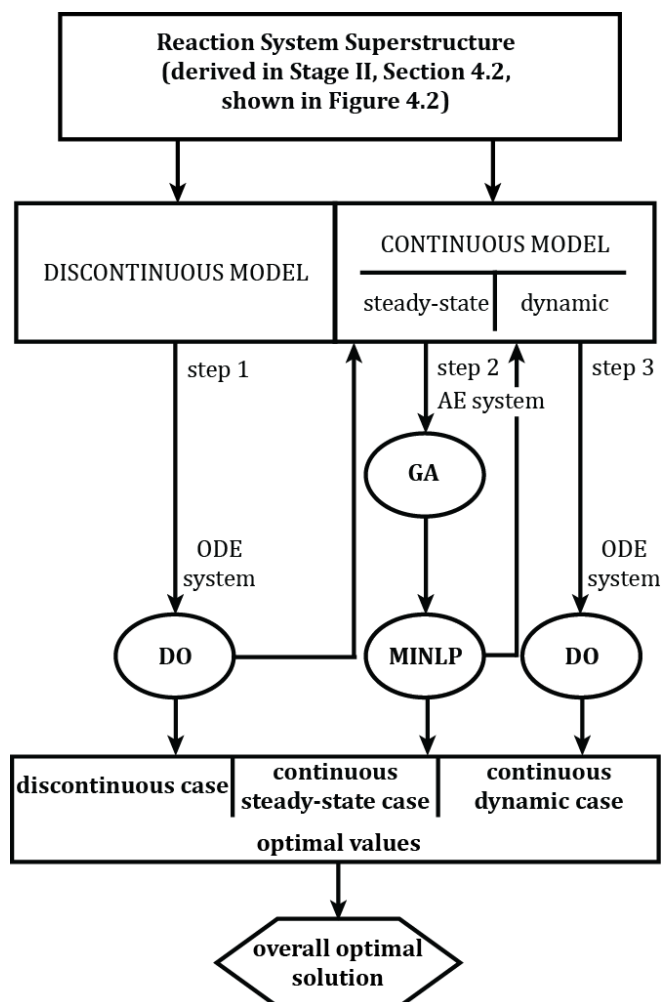 Reaction System Superstructure
(derived in Stage II, Section 4.2,
shown in Figure 4.2)
DISCONTINUOUS MODEL
CONTINUOUS MODEL
steady-state
dynamic
step 1
step 2
AE system
step 3
GA
ODE
system
ODE
system
DO
MINLP
DO
discontinuous case
continuous
steady-state case
continuous
dynamic case
optimal values
overall optimal
solution